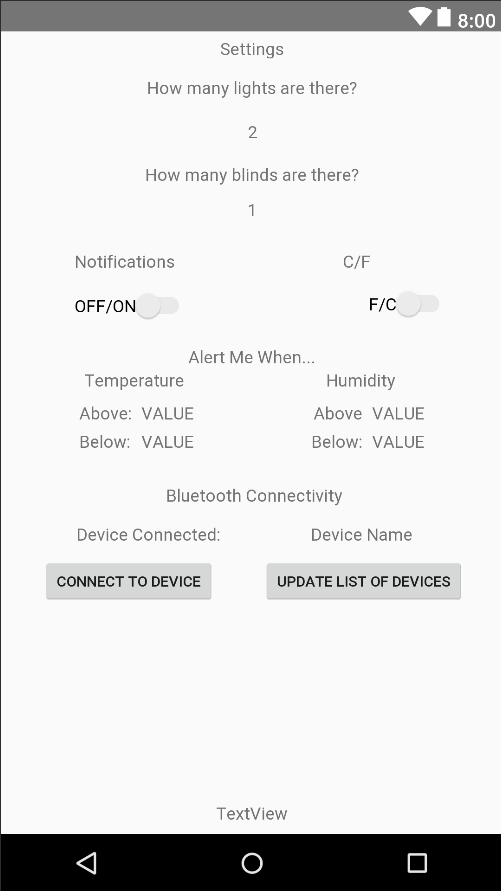 8:00
Settings
How many lights are there?
2
How many blinds are there?
1
Notifications C/F
OFF/ON F/C
Alert Me When...
Temperature Humidity
Above: VALUE Above VALUE
Below: VALUE Below: VALUE
Bluetooth Connectivity
Device Connected: Device Name
CONNECT TO DEVICE UPDATE LIST OF DEVICES
TextView